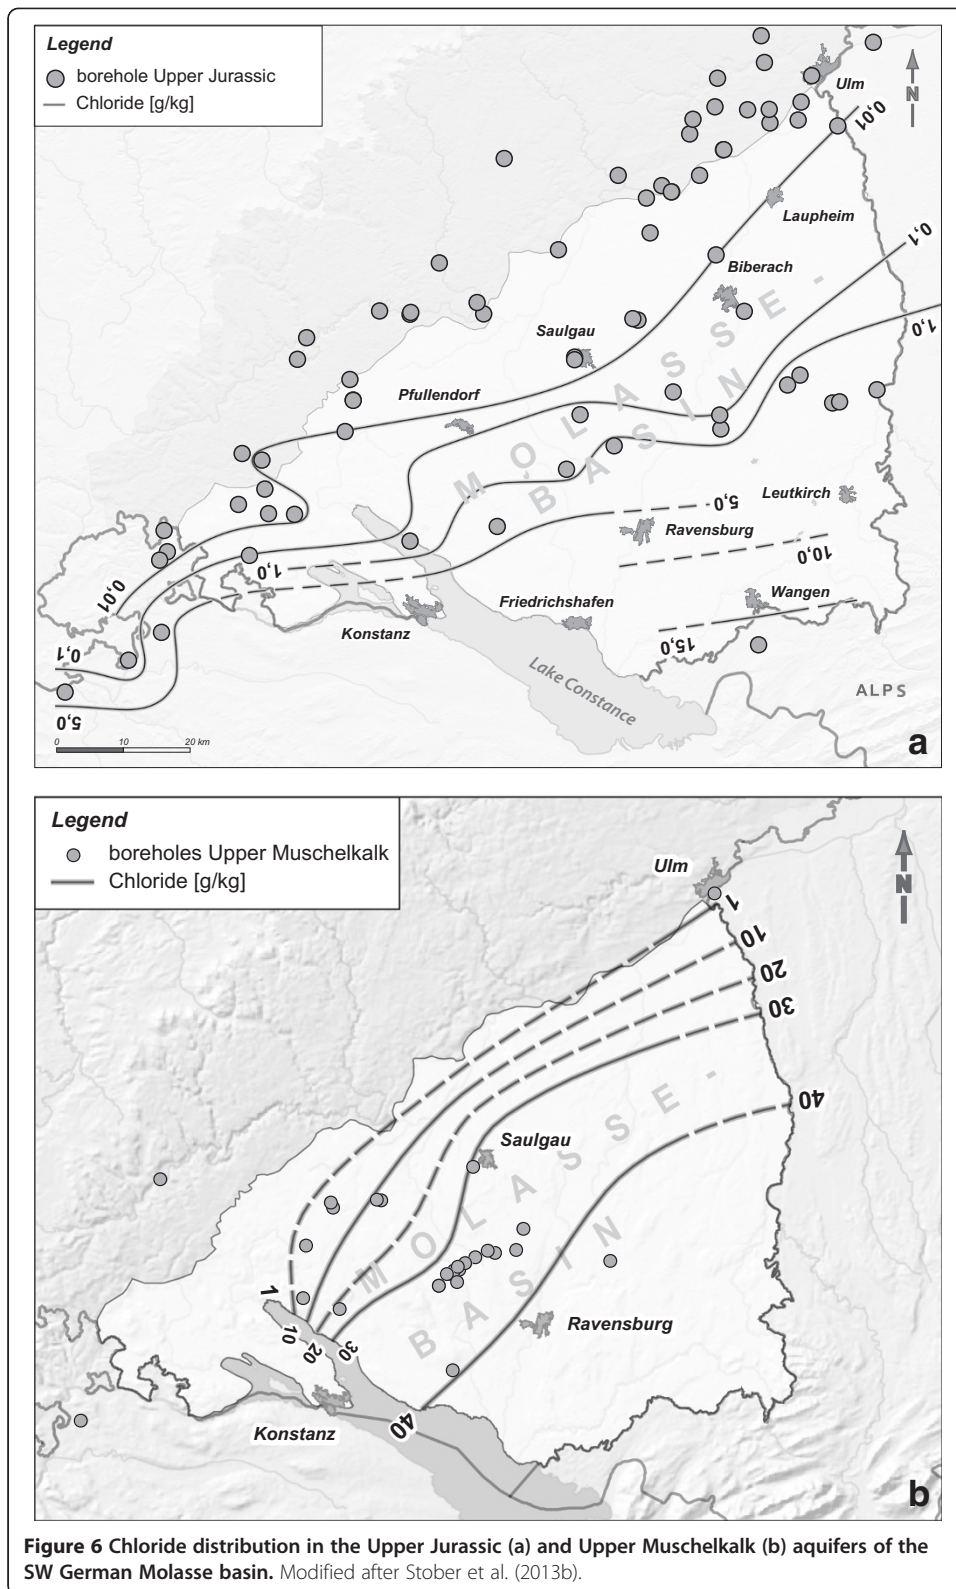 Legend
borehole Upper Jurassic
Chloride [g/kg]
N
Ulm
0,01
Laupheim
0,1
Biberach
1,0
Saulgau
Pfullendorf
MOLASSE-
BASIN
Leutkirch
5,0
Ravensburg
10,0
1,0
0,01
Wangen
Friedrichshafen
Konstanz
15,0
0,1
Lake Constance
ALPS
5,0
0 10 20 km
a
Legend
boreholes Upper Muschelkalk
Chloride [g/kg]
N
Ulm
1
10
20
30
40
Saulgau
MOLASSE-
BASIN
1
10
20
30
Ravensburg
40
Konstanz
b
Figure 6 Chloride distribution in the Upper Jurassic (a) and Upper Muschelkalk (b) aquifers of the
SW German Molasse basin. Modified after Stober et al. (2013b).